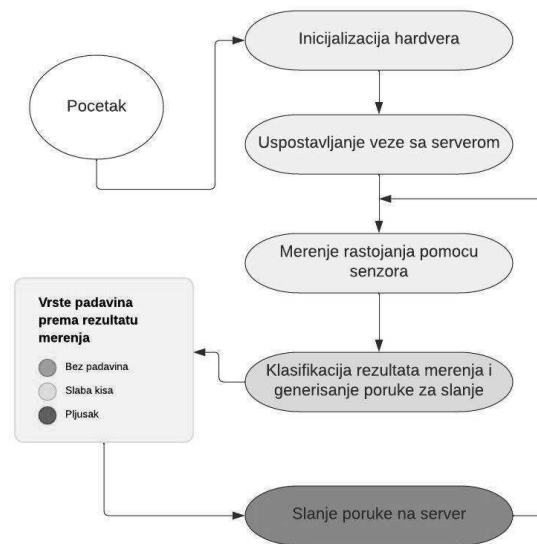 Pocetak
Inicijalizacija hardvera
Uspostavljanje veze sa serverom
Merenje rastojanja pomocu
senzora
Klasifikacija rezultata merenja i
generisanje poruke za slanje
Vrste padavina
prema rezultatu
merenja
Bez padavina
Slaba kisa
Pljusak
Slanje poruke na server